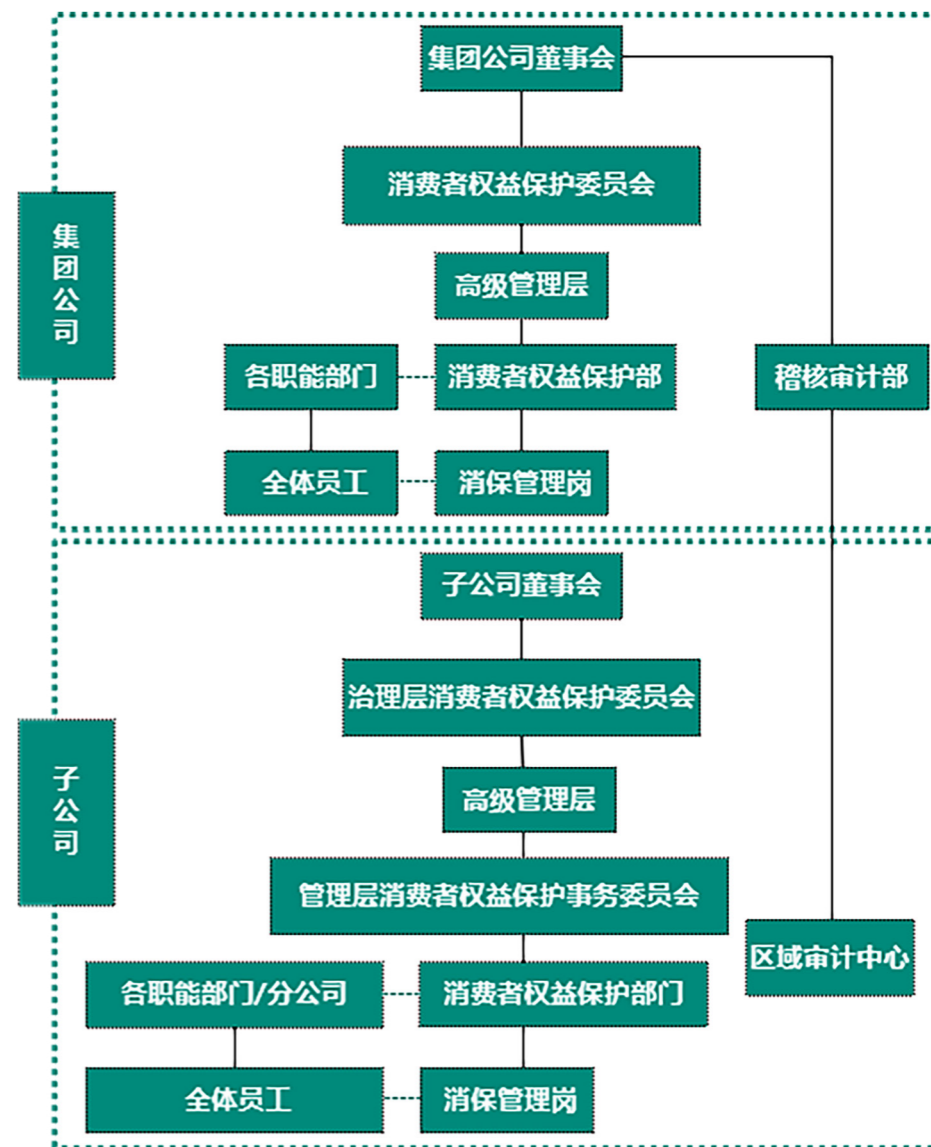 集团公司董事会
消费者权益保护委员会
集团公司
高级管理层
各职能部门
消费者权益保护部
稽核审计部
全体员工
消保管理岗
子公司董事会
治理层消费者权益保护委员会
子公司
高级管理层
管理层消费者权益保护事务委员会
区域审计中心
各职能部门/分公司
消费者权益保护部门
全体员工
消保管理岗